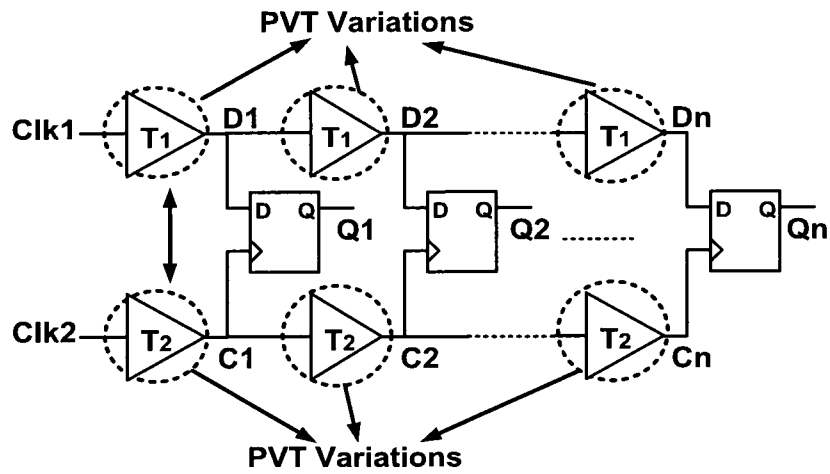 PVT Variations
Clk1
T1
D1
T1
D2
T1
Dn
D Q
Q1
D Q
Q2
D Q
Qn
Clk2
T2
C1
T2
C2
T2
Cn
PVT Variations